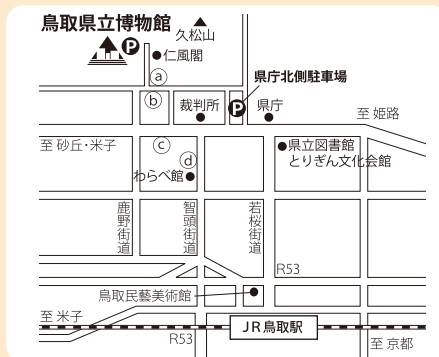 鳥取県立博物館
P
久松山
仁風閣
ⓐ
県庁北側駐車場
ⓑ
裁判所
P
県庁
至 姫路
至 砂丘・米子
ⓒ
県立図書館
とりぎん文化会館
ⓓ
わらべ館
鹿野街道
智頭街道
若桜街道
R53
鳥取民藝美術館
至 米子
JR鳥取駅
R53
至 京都